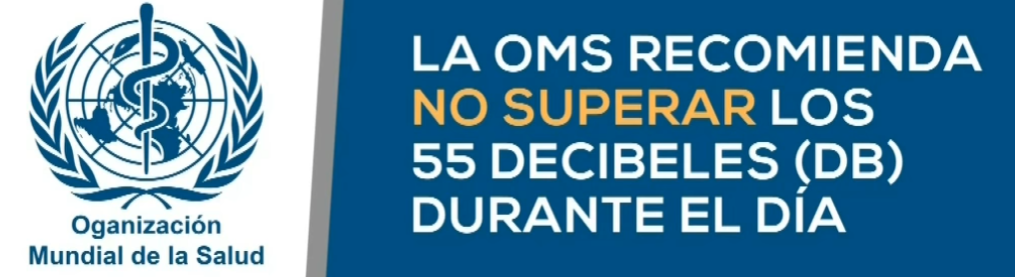 Oganización
Mundial de la Salud
LA OMS RECOMIENDA
NO SUPERAR LOS
55 DECIBELES (DB)
DURANTE EL DÍA